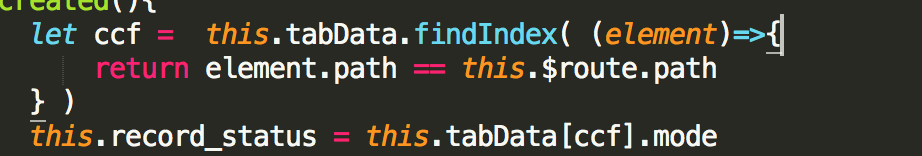 created(){
let ccf =  this.tabData.findIndex( (element)=>{
return element.path == this.$route.path
} )
this.record_status = this.tabData[ccf].mode